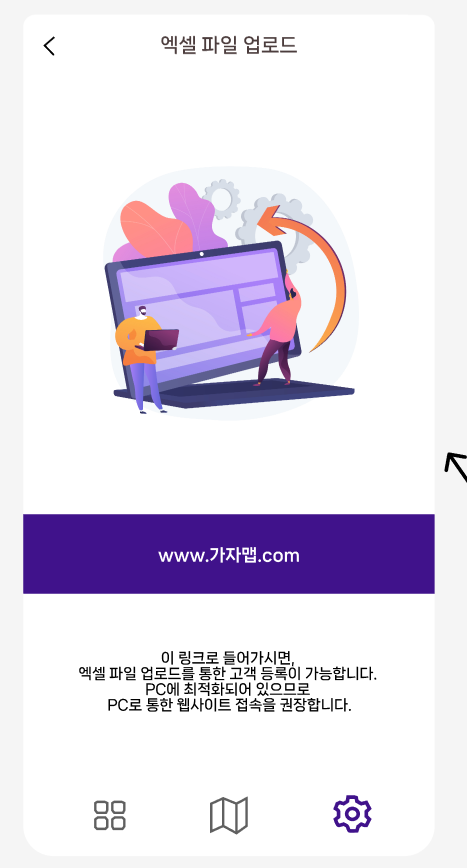 엑셀 파일 업로드
www.가자맵.com
이 링크로 들어가시면,
엑셀 파일 업로드를 통한 고객 등록이 가능합니다.
PC에 최적화되어 있으므로
PC로 통한 웹사이트 접속을 권장합니다.